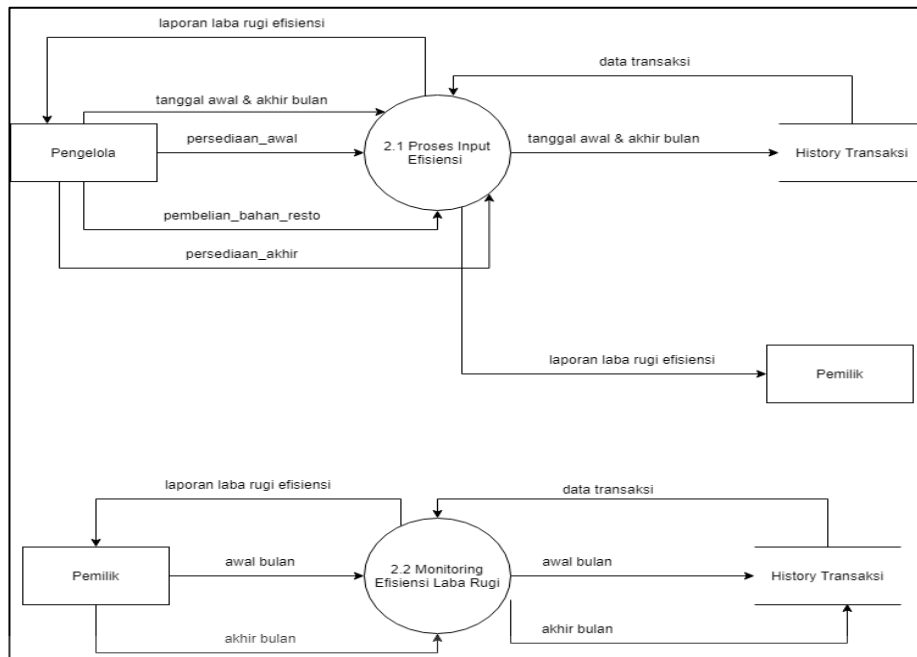 laporan laba rugi efisiensi
data transaksi
tanggal awal & akhir bulan
Pengelola
persediaan_awal
2.1 Proses Input
Efisiensi
tanggal awal & akhir bulan
History Transaksi
pembelian_bahan_resto
persediaan_akhir
laporan laba rugi efisiensi
Pemilik
laporan laba rugi efisiensi
data transaksi
Pemilik
awal bulan
2.2 Monitoring
Efisiensi Laba Rugi
awal bulan
History Transaksi
akhir bulan
akhir bulan